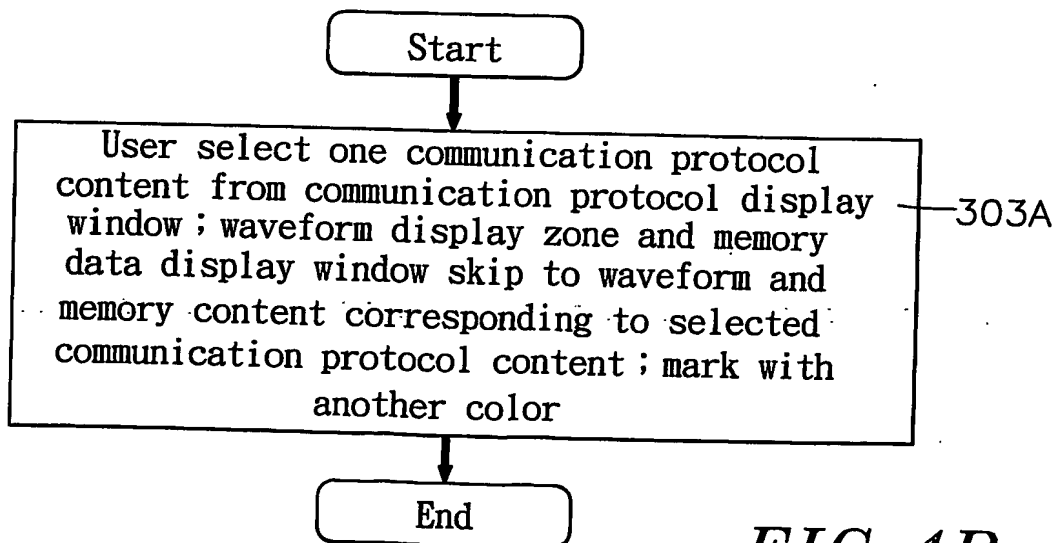 Start
User select one communication protocol
content from communication protocol display
window; waveform display zone and memory
data display window skip to waveform and
memory content corresponding to selected
communication protocol content; mark with
another color
303A
End
FIG. 4B